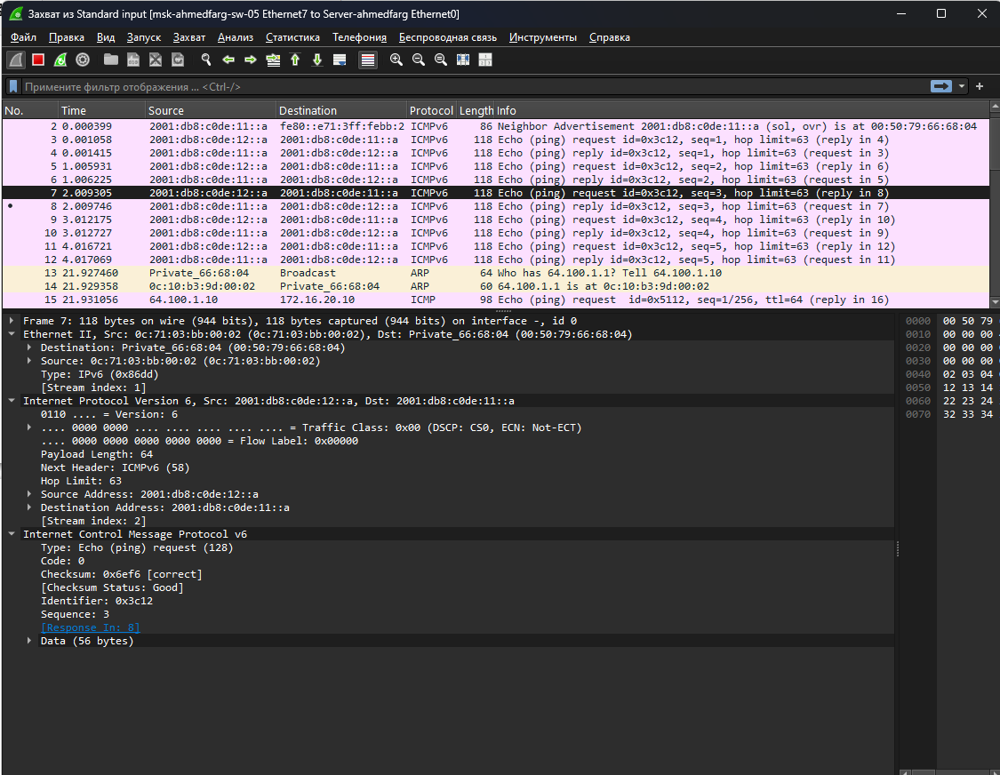 Захват из Standard input [msk-ahmedfarg-sw-05 Ethernet7 to Server-ahmedfarg Ethernet0]
Файл Правка Вид Запуск Захват Анализ Статистика Телефония Беспроводная связь Инструменты Справка
Примените фильтр отображения ... <Ctrl-/>
No. Time Source Destination Protocol Length Info
2 0.000399 2001:db8:c0de:11::a fe80::e71:3ff:febb:2 ICMPv6 86 Neighbor Advertisement 2001:db8:c0de:11::a (sol, ovr) is at 00:50:79:66:68:04
3 0.001058 2001:db8:c0de:12::a 2001:db8:c0de:11::a ICMPv6 118 Echo (ping) request id=0x3c12, seq=1, hop limit=63 (reply in 4)
4 0.001415 2001:db8:c0de:11::a 2001:db8:c0de:12::a ICMPv6 118 Echo (ping) reply id=0x3c12, seq=1, hop limit=63 (request in 3)
5 1.005931 2001:db8:c0de:12::a 2001:db8:c0de:11::a ICMPv6 118 Echo (ping) request id=0x3c12, seq=2, hop limit=63 (reply in 6)
6 1.006225 2001:db8:c0de:11::a 2001:db8:c0de:12::a ICMPv6 118 Echo (ping) reply id=0x3c12, seq=2, hop limit=63 (request in 5)
7 2.009305 2001:db8:c0de:12::a 2001:db8:c0de:11::a ICMPv6 118 Echo (ping) request id=0x3c12, seq=3, hop limit=63 (reply in 8)
8 2.009746 2001:db8:c0de:11::a 2001:db8:c0de:12::a ICMPv6 118 Echo (ping) reply id=0x3c12, seq=3, hop limit=63 (request in 7)
9 3.012175 2001:db8:c0de:12::a 2001:db8:c0de:11::a ICMPv6 118 Echo (ping) request id=0x3c12, seq=4, hop limit=63 (reply in 10)
10 3.012727 2001:db8:c0de:11::a 2001:db8:c0de:12::a ICMPv6 118 Echo (ping) reply id=0x3c12, seq=4, hop limit=63 (request in 9)
11 4.016721 2001:db8:c0de:12::a 2001:db8:c0de:11::a ICMPv6 118 Echo (ping) request id=0x3c12, seq=5, hop limit=63 (reply in 12)
12 4.017069 2001:db8:c0de:11::a 2001:db8:c0de:12::a ICMPv6 118 Echo (ping) reply id=0x3c12, seq=5, hop limit=63 (request in 11)
13 21.927460 Private_66:68:04 Broadcast ARP 64 Who has 64.100.1.1? Tell 64.100.1.10
14 21.929358 0c:10:b3:9d:00:02 Private_66:68:04 ARP 60 64.100.1.1 is at 0c:10:b3:9d:00:02
15 21.931056 64.100.1.10 172.16.20.10 ICMP 98 Echo (ping) request id=0x5112, seq=1/256, ttl=64 (reply in 16)
Frame 7: 118 bytes on wire (944 bits), 118 bytes captured (944 bits) on interface -, id 0
Ethernet II, Src: 0c:71:03:bb:00:02 (0c:71:03:bb:00:02), Dst: Private_66:68:04 (00:50:79:66:68:04)
Destination: Private_66:68:04 (00:50:79:66:68:04)
Source: 0c:71:03:bb:00:02 (0c:71:03:bb:00:02)
Type: IPv6 (0x86dd)
[Stream index: 1]
Internet Protocol Version 6, Src: 2001:db8:c0de:12::a, Dst: 2001:db8:c0de:11::a
0110 .... = Version: 6
.... 0000 0000 .... .... .... .... .... = Traffic Class: 0x00 (DSCP: CS0, ECN: Not-ECT)
.... 0000 0000 0000 0000 0000 = Flow Label: 0x00000
Payload Length: 64
Next Header: ICMPv6 (58)
Hop Limit: 63
Source Address: 2001:db8:c0de:12::a
Destination Address: 2001:db8:c0de:11::a
[Stream index: 2]
Internet Control Message Protocol v6
Type: Echo (ping) request (128)
Code: 0
Checksum: 0x6ef6 [correct]
[Checksum Status: Good]
Identifier: 0x3c12
Sequence: 3
[Response In: 8]
Data (56 bytes)
0000 00 50 79
0010 00 00 00
0020 00 00 00
0030 00 00 00
0040 02 03 04
0050 12 13 14
0060 22 23 24
0070 32 33 34